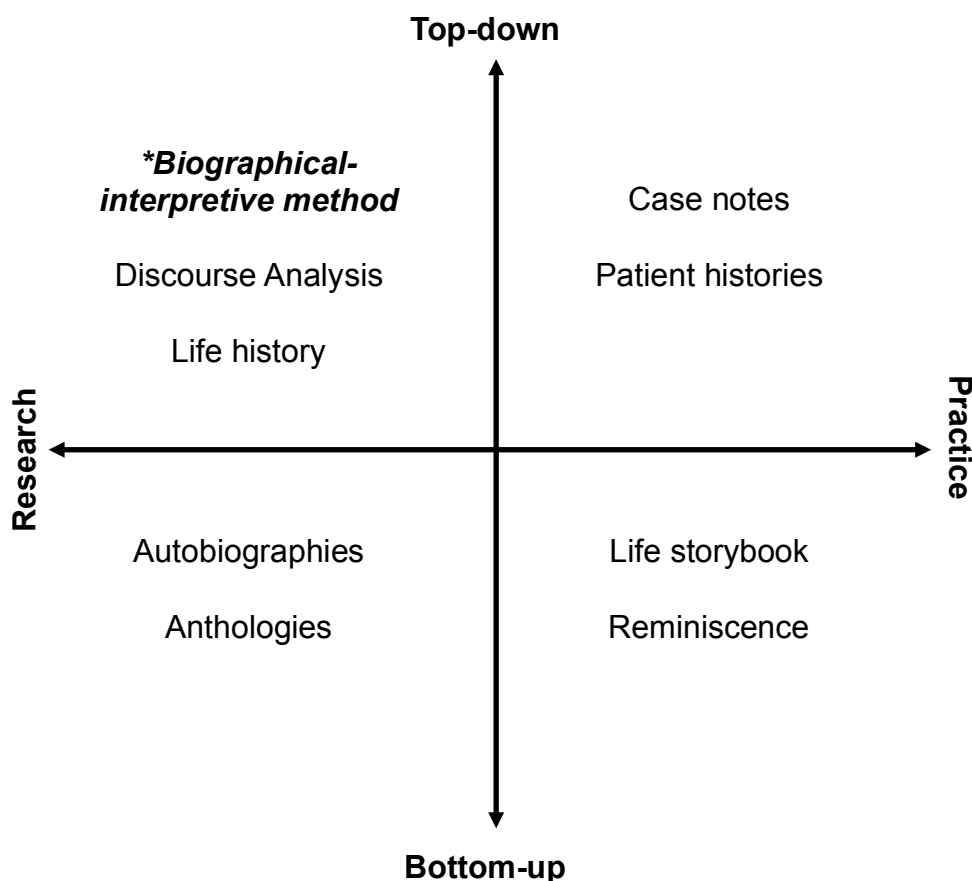 Top-down
*Biographical-
interpretive method
Discourse Analysis
Life history
Case notes
Patient histories
Research
Practice
Autobiographies
Anthologies
Life storybook
Reminiscence
Bottom-up